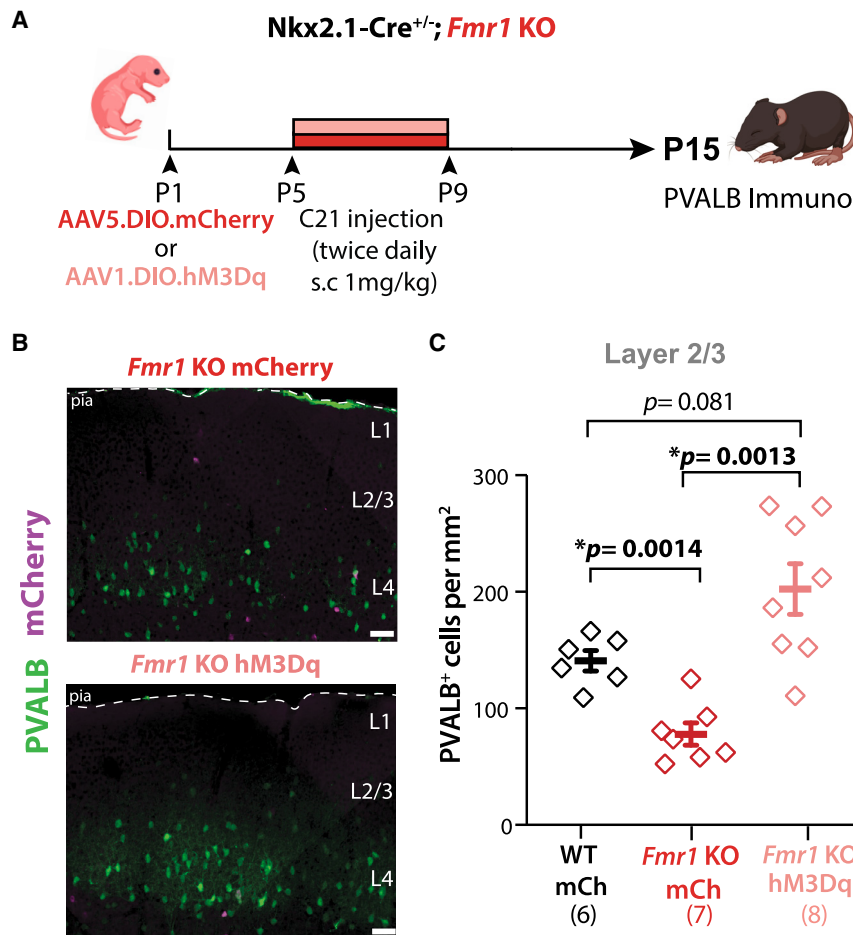 A
Nkx2.1-Cre+/-; Fmr1 KO
P1
P5
P9
P15
AAV5.DIO.mCherry
or
AAV1.DIO.hM3Dq
C21 injection
(twice daily
s.c 1mg/kg)
PVALB Immuno
B
Fmr1 KO mCherry
pia
L1
L2/3
L4
PVALB mCherry
Fmr1 KO hM3Dq
pia
L1
L2/3
L4
C
Layer 2/3
p= 0.081
*p= 0.0013
*p= 0.0014
PVALB+ cells per mm2
300
200
100
0
WT
mCh
(6)
Fmr1 KO
mCh
(7)
Fmr1 KO
hM3Dq
(8)